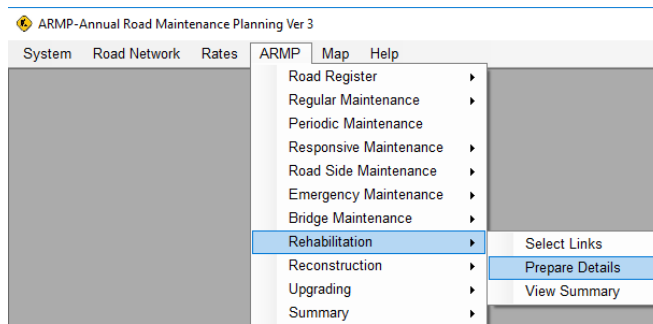 ARMP-Annual Road Maintenance Planning Ver 3
System Road Network Rates ARMP Map Help
Road Register
Regular Maintenance
Periodic Maintenance
Responsive Maintenance
Road Side Maintenance
Emergency Maintenance
Bridge Maintenance
Rehabilitation
Select Links
Reconstruction
Prepare Details
Upgrading
View Summary
Summary